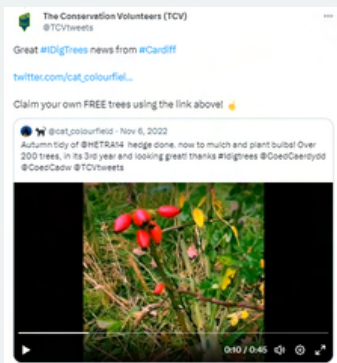 The Conservation Volunteers (TCV)
@TCVtweets
Great #IDigTrees news from #Cardiff
twitter.com/cat_colourfiel...
Claim your own FREE trees using the link above!
@cat_colourfield · Nov 6, 2022
Autumn tidy of @HETRA14 hedge done, now to mulch and plant bulbs! Over
200 trees, in its 3rd year and looking great! thanks #idigtrees @CoedCaerdydd
@CoedCadw @TCVtweets
0:10 / 0:45